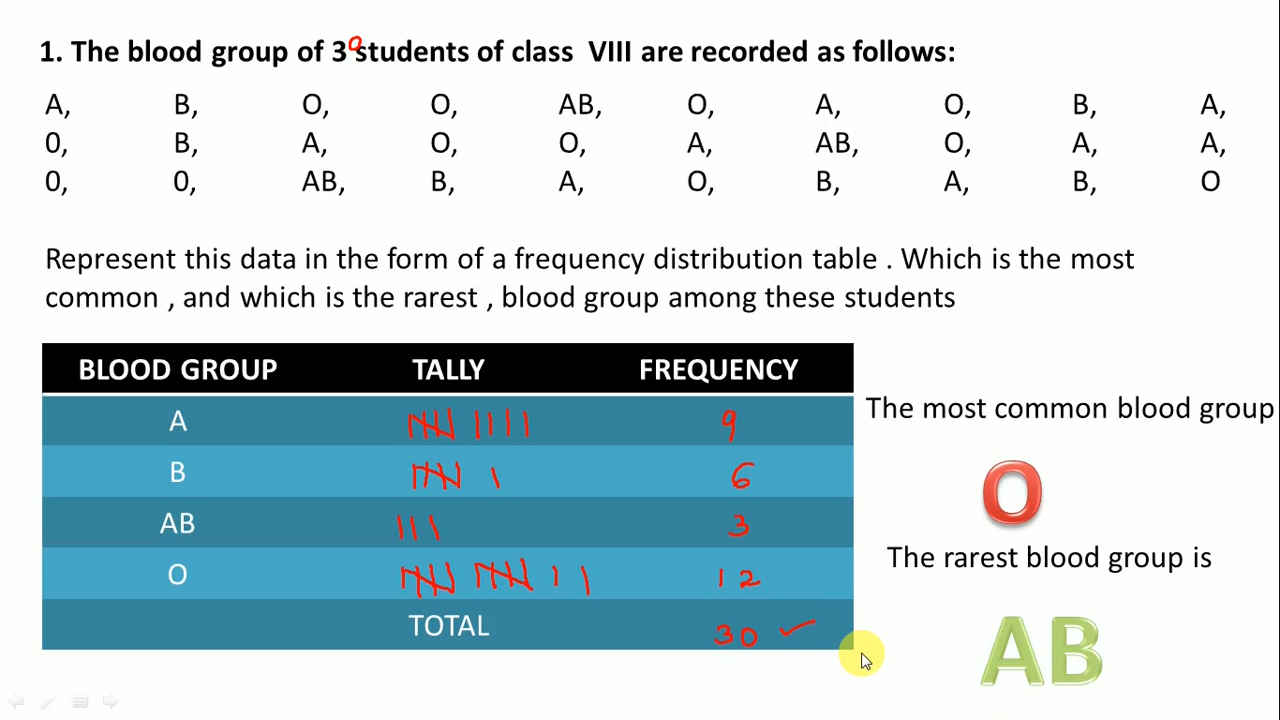 1. The blood group of 30 students of class VIII are recorded as follows:
A, B, O, O, AB, O, A, O, B, A,
0, B, A, O, O, A, AB, O, A, A,
0, 0, AB, B, A, O, B, A, B, O
Represent this data in the form of a frequency distribution table . Which is the most
common , and which is the rarest , blood group among these students
BLOOD GROUP TALLY FREQUENCY
A 9
B 6
AB 3
O 12
TOTAL 30
The most common blood group
O
The rarest blood group is
AB